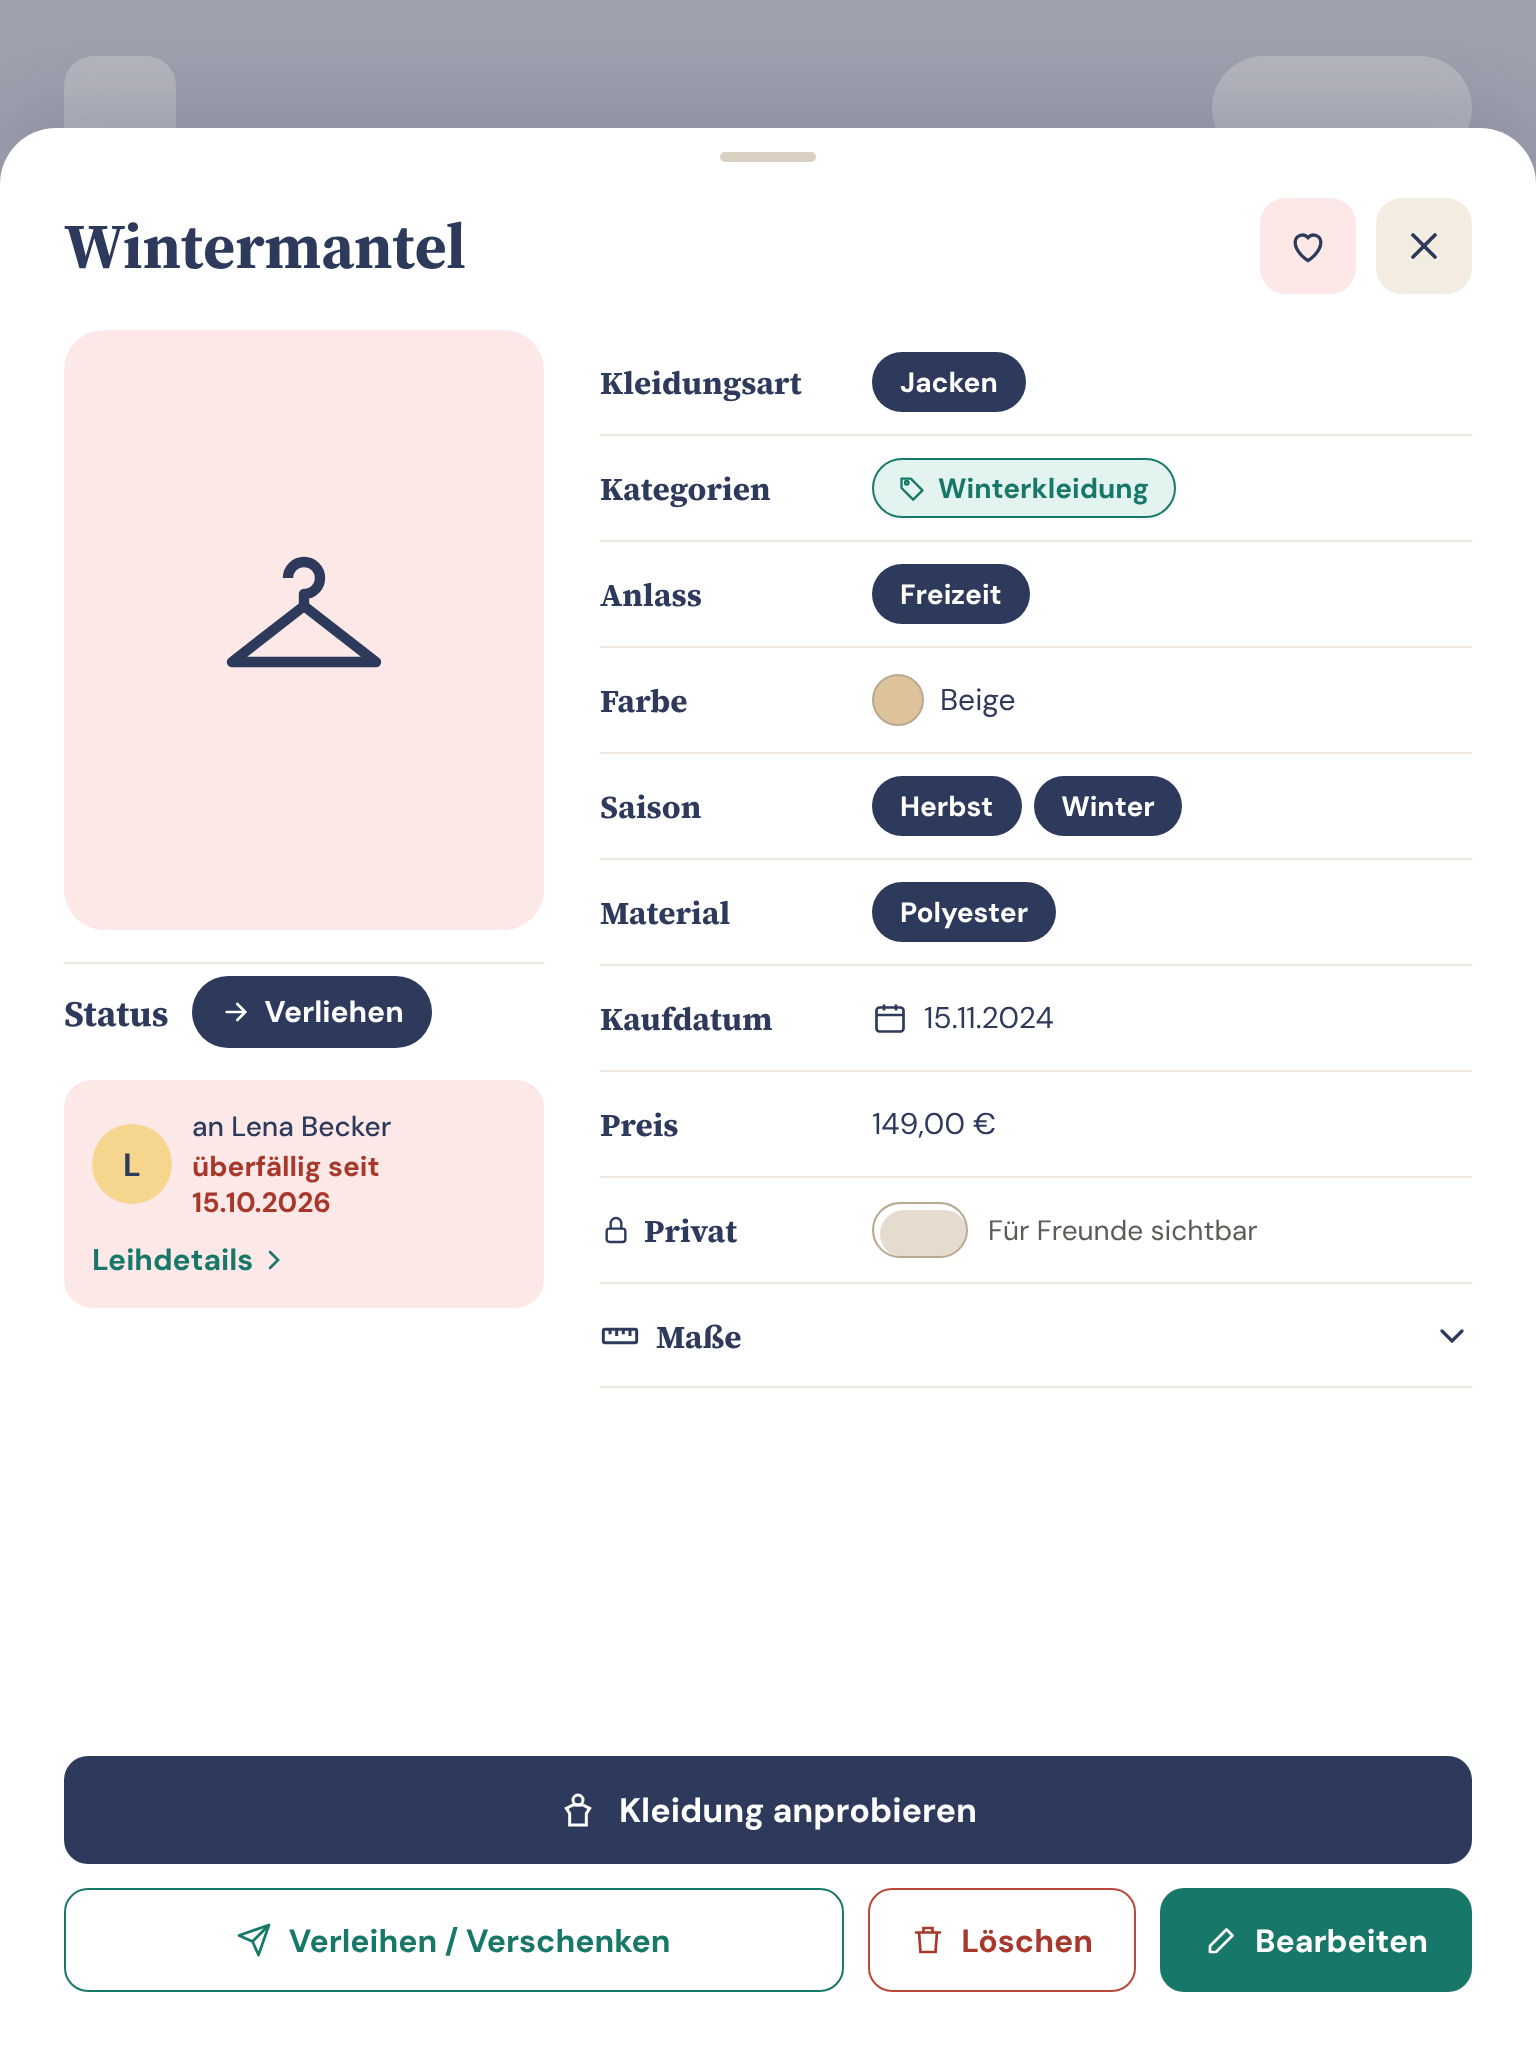 Wintermantel
Kleidungsart
Jacken
Kategorien
Winterkleidung
Anlass
Freizeit
Farbe
Beige
Saison
Herbst
Winter
Material
Polyester
Status
Verliehen
Kaufdatum
15.11.2024
an Lena Becker
L
überfällig seit
15.10.2026
Leihdetails
Preis
149,00 €
Privat
Für Freunde sichtbar
Maße
Kleidung anprobieren
Verleihen / Verschenken
Löschen
Bearbeiten